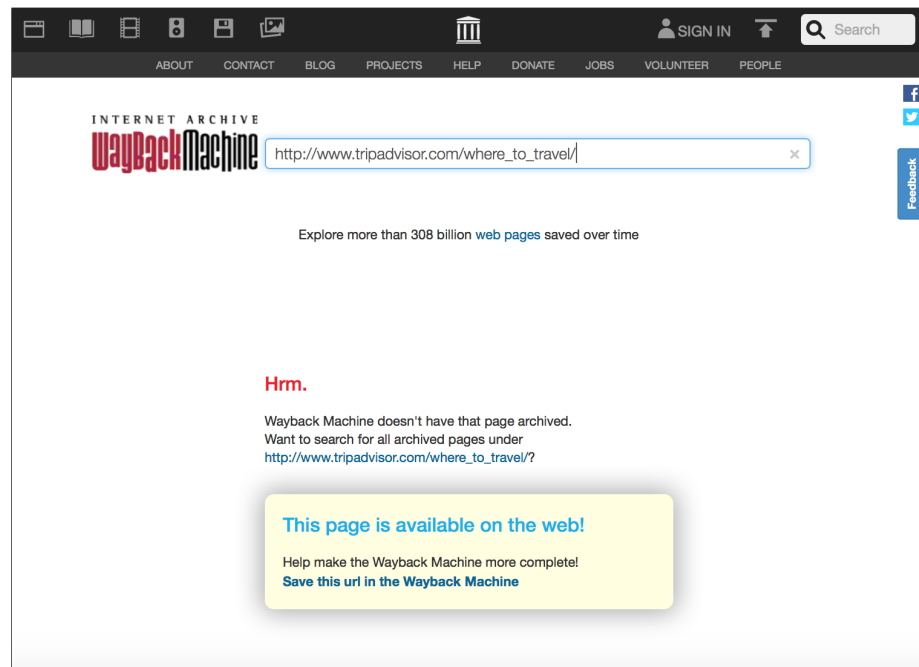 SIGN IN
Search
ABOUT CONTACT BLOG PROJECTS HELP DONATE JOBS VOLUNTEER PEOPLE
f
INTERNET ARCHIVE
WayBackMachine
http://www.tripadvisor.com/where_to_travel/
×
Feedback
Explore more than 308 billion web pages saved over time
Hrm.
Wayback Machine doesn't have that page archived.
Want to search for all archived pages under
http://www.tripadvisor.com/where_to_travel/?
This page is available on the web!
Help make the Wayback Machine more complete!
Save this url in the Wayback Machine